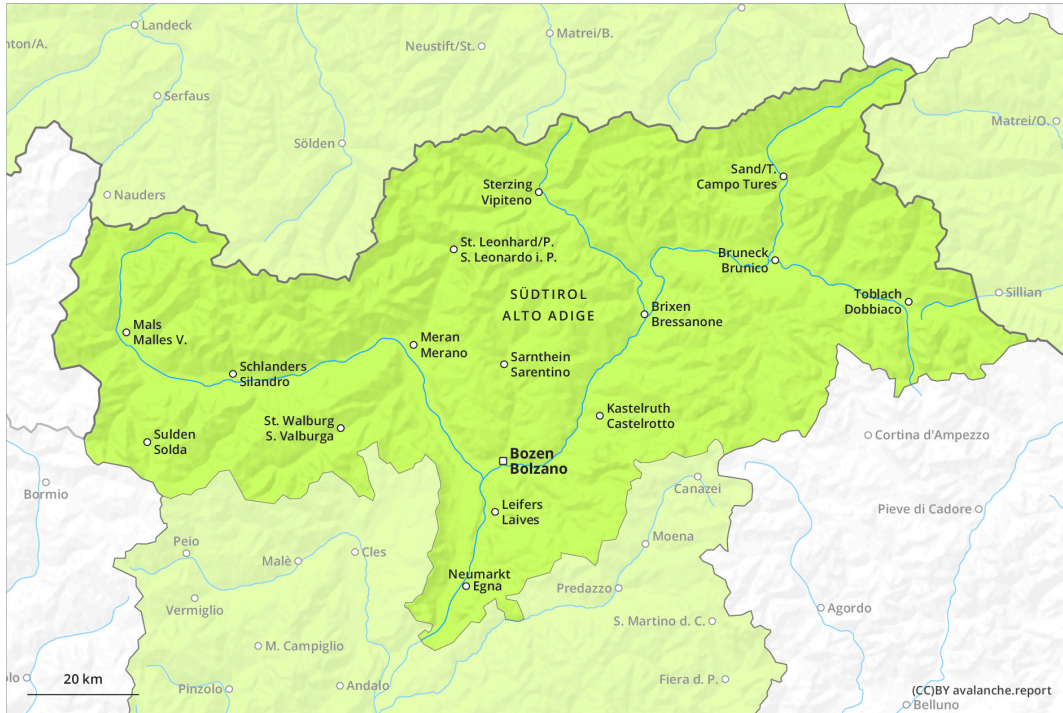 Landeck
nton/A.
Neustift/St.
Matrei/B.
Serfaus
Matrei/O.
Sölden
Nauders
Sterzing
Vipiteno
Sand/T.
Campo Tures
St. Leonhard/P.
S. Leonardo i. P.
Bruneck
Brunico
SÜDTIROL
ALTO ADIGE
Toblach
Dobbiaco
Sillian
Brixen
Bressanone
Mals
Malles V.
Meran
Merano
Schlanders
Silandro
Sarnthein
Sarentino
Kastelruth
Castelrotto
St. Walburg
S. Valburga
Sulden
Solda
Cortina d'Ampezzo
Bozen
Bolzano
Bormio
Canazei
Leifers
Laives
Pieve di Cadore
Moena
Peio
Cles
Malè
Neumarkt
Egna
Predazzo
Vermiglio
Agordo
S. Martino d. C.
M. Campiglio
20 km
olo
Pinzolo
Andalo
Fiera d. P.
(CC)BY avalanche.report
Belluno